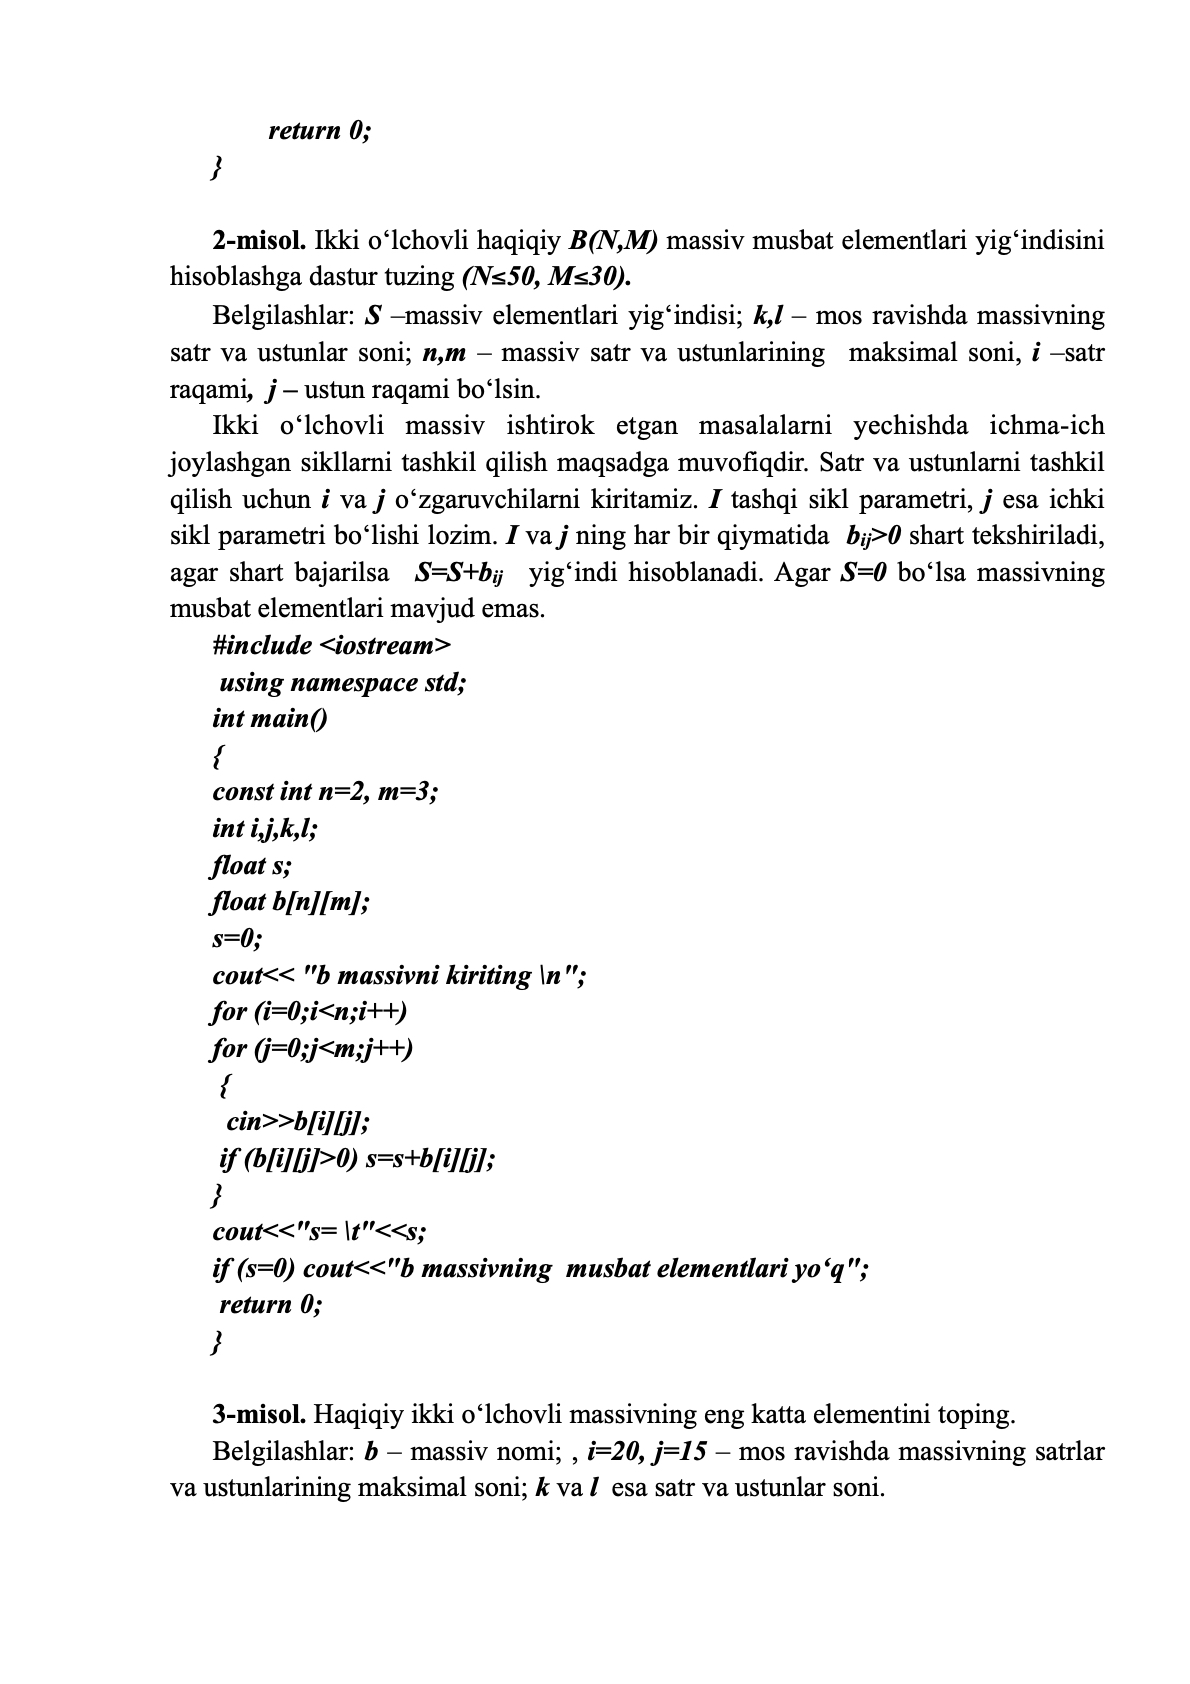 return 0;
}
2-misol. Ikki o‘lchovli haqiqiy B(N,M) massiv musbat elementlari yig‘indisini
hisoblashga dastur tuzing (N≤50, M≤30).
Belgilashlar: S –massiv elementlari yig‘indisi; k,l – mos ravishda massivning
satr va ustunlar soni; n,m – massiv satr va ustunlarining maksimal soni, i –satr
raqami, j – ustun raqami bo‘lsin.
Ikki o‘lchovli massiv ishtirok etgan masalalarni yechishda ichma-ich
joylashgan sikllarni tashkil qilish maqsadga muvofiqdir. Satr va ustunlarni tashkil
qilish uchun i va j o‘zgaruvchilarni kiritamiz. I tashqi sikl parametri, j esa ichki
sikl parametri bo‘lishi lozim. I va j ning har bir qiymatida bij>0 shart tekshiriladi,
agar shart bajarilsa S=S+bij yig‘indi hisoblanadi. Agar S=0 bo‘lsa massivning
musbat elementlari mavjud emas.
#include <iostream>
using namespace std;
int main()
{
const int n=2, m=3;
int i,j,k,l;
float s;
float b[n][m];
s=0;
cout<< "b massivni kiriting \n";
for (i=0;i<n;i++)
for (j=0;j<m;j++)
{
cin>>b[i][j];
if (b[i][j]>0) s=s+b[i][j];
}
cout<<"s= \t"<<s;
if (s=0) cout<<"b massivning musbat elementlari yo‘q";
return 0;
}
3-misol. Haqiqiy ikki o‘lchovli massivning eng katta elementini toping.
Belgilashlar: b – massiv nomi; , i=20, j=15 – mos ravishda massivning satrlar
va ustunlarining maksimal soni; k va l esa satr va ustunlar soni.